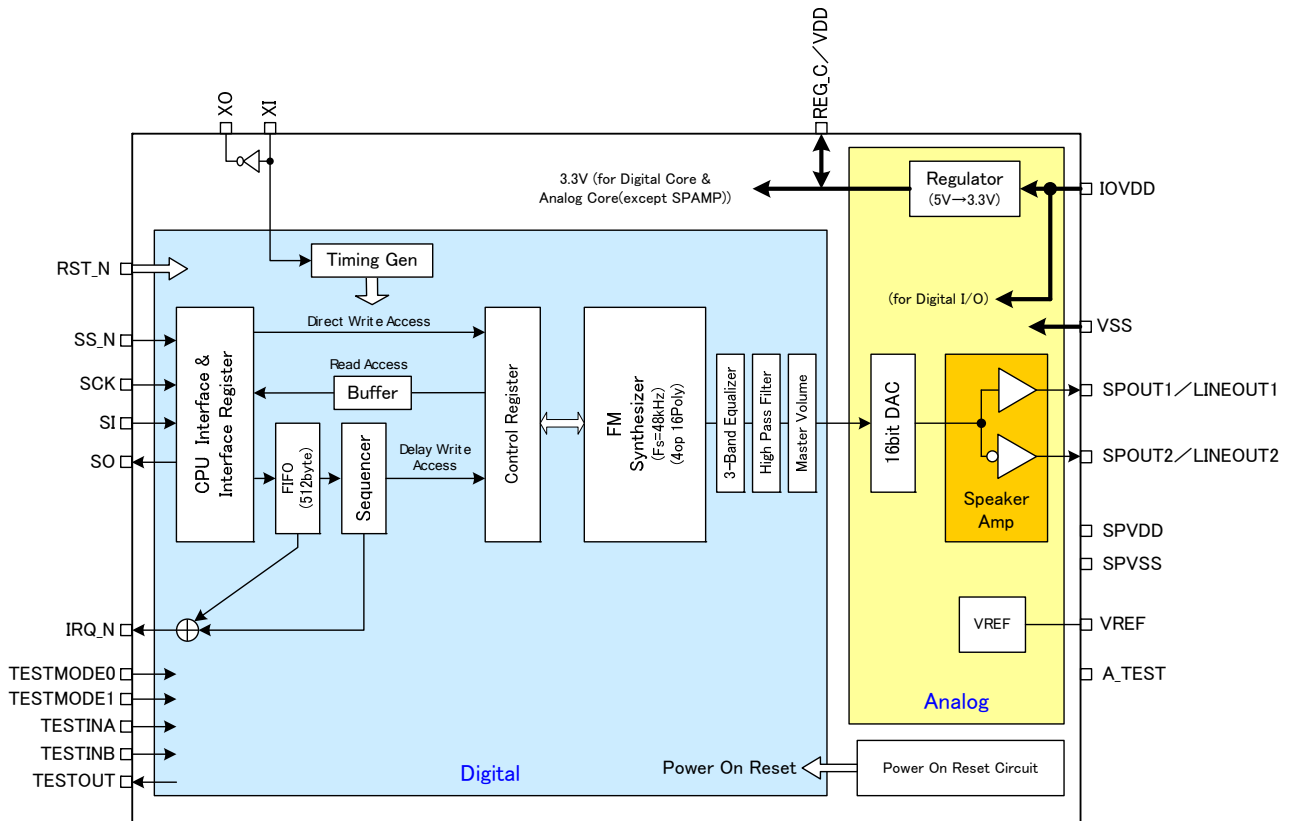 XO
XI
REG_C／VDD
3.3V (for Digital Core &
Analog Core(except SPAMP))
Regulator
(5V→3.3V)
IOVDD
RST_N
Timing Gen
(for Digital I/O)
VSS
SS_N
SCK
SI
SO
CPU Interface &
Interface Register
Direct Write Access
Read Access
Buffer
FIFO
(512byte)
Sequencer
Delay Write
Access
Control Register
FM
Synthesizer
(Fs=48kHz)
(4op 16Poly)
3-Band Equalizer
High Pass Filter
Master Volume
16bit DAC
Speaker
Amp
SPOUT1／LINEOUT1
SPOUT2／LINEOUT2
SPVDD
SPVSS
IRQ_N
VREF
VREF
TESTMODE0
TESTMODE1
TESTINA
TESTINB
TESTOUT
A_TEST
Analog
Digital
Power On Reset
Power On Reset Circuit